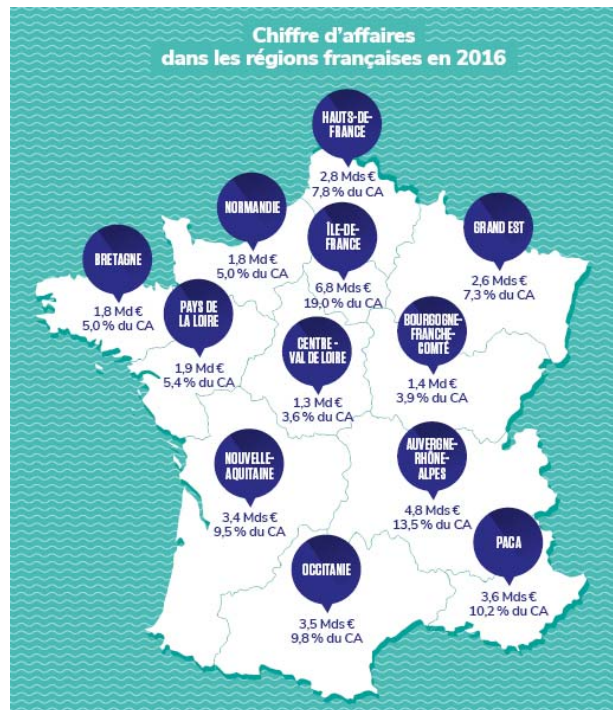 Chiffre d'affaires
dans les régions françaises en 2016
HAUTS-DE-
FRANCE
2,8 Mds €
7,8 % du CA
NORMANDIE
1,8 Md €
5,0 % du CA
ÎLE-DE-
FRANCE
6,8 Mds €
19,0 % du CA
GRAND EST
2,6 Mds €
7,3 % du CA
BRETAGNE
1,8 Md €
5,0 % du CA
PAYS DE
LA LOIRE
1,9 Md €
5,4 % du CA
CENTRE -
VAL DE LOIRE
1,3 Md €
3,6 % du CA
BOURGOGNE-
FRANCHE-
COMTÉ
1,4 Md €
3,9 % du CA
NOUVELLE-
AQUITAINE
3,4 Mds €
9,5 % du CA
AUVERGNE-
RHÔNE-
ALPES
4,8 Mds €
13,5 % du CA
PACA
3,6 Mds €
10,2 % du CA
OCCITANIE
3,5 Mds €
9,8 % du CA